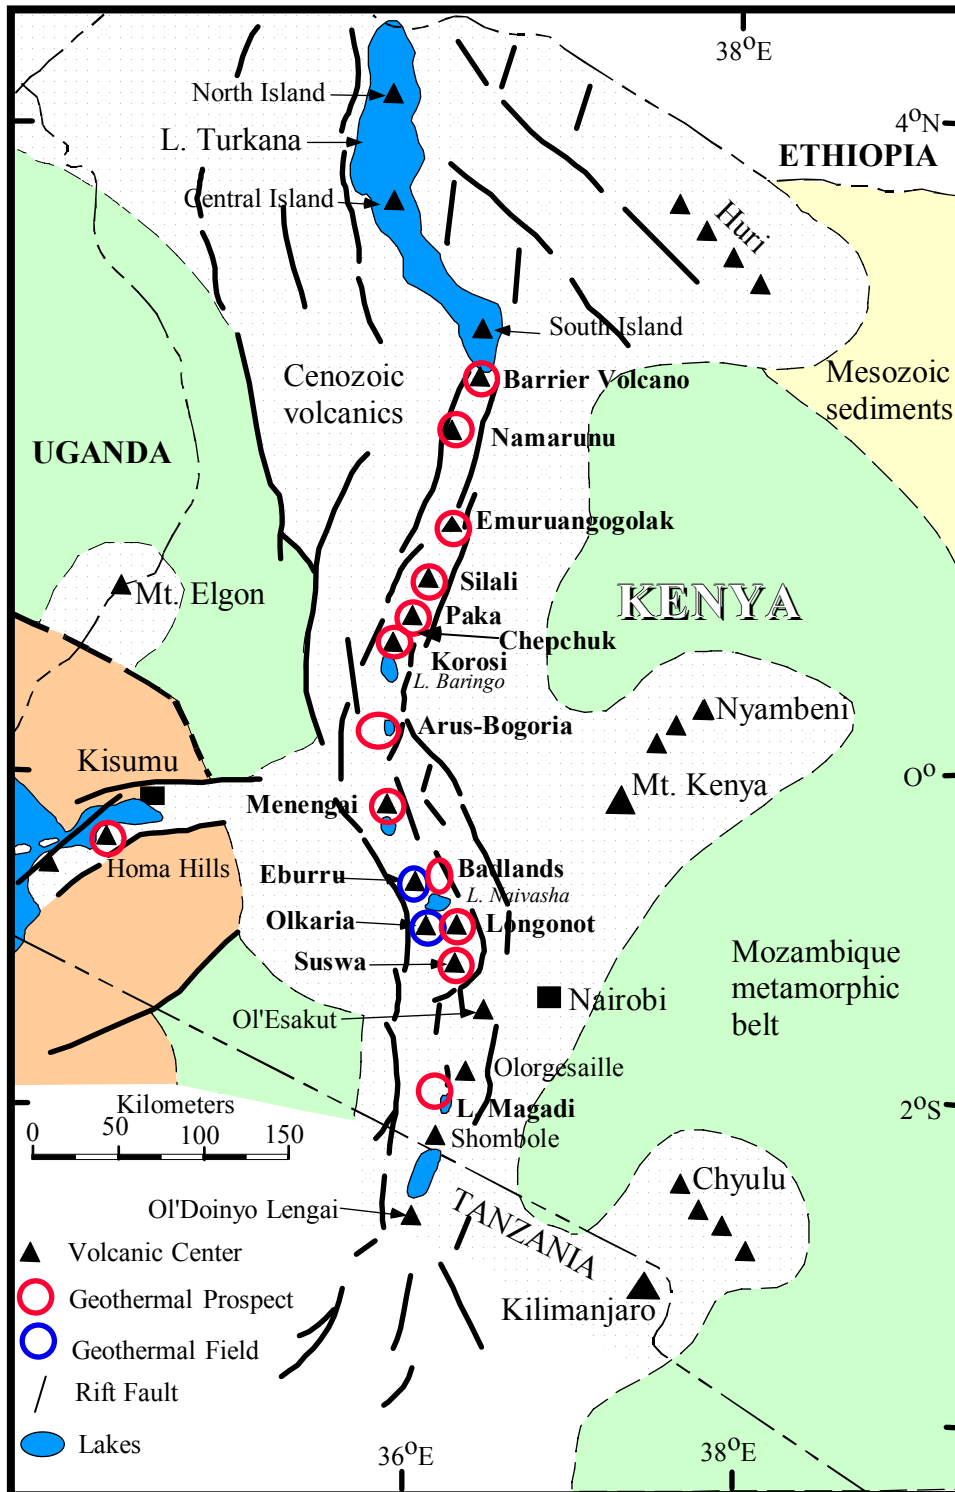 38°E
North Island
4°N
L. Turkana
ETHIOPIA
Central Island
Huri
South Island
Cenozoic
volcanics
Barrier Volcano
Mesozoic
sediments
Namarunu
UGANDA
Emuruangogolak
Silali
KENYA
Mt. Elgon
Paka
Chepchuk
Korosi
L. Baringo
Nyambeni
Arus-Bogoria
Kisumu
O°
Mt. Kenya
Menengai
Homa Hills
Eburru
Badlands
L. Naivasha
Olkaria
Longonot
Suswa
Mozambique
metamorphic
belt
Nairobi
Ol'Esakut
Olorgesaille
Kilometers
0 50 100 150
L. Magadi
2°S
Shombole
Chyulu
TANZANIA
Ol'Doinyo Lengai
Volcanic Center
Kilimanjaro
Geothermal Prospect
Geothermal Field
Rift Fault
Lakes
36°E
38°E